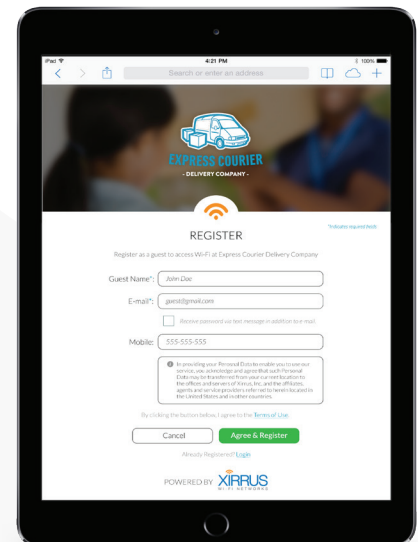 iPad
4:21 PM
100%
Search or enter an address
EXPRESS COURIER
- DELIVERY COMPANY -
*Indicates required fields
REGISTER
Register as a guest to access Wi-Fi at Express Courier Delivery Company
Guest Name*: John Doe
E-mail*: guest@gmail.com
Receive password via text message in addition to e-mail.
Mobile: 555-555-555
In providing your Personal Data to enable you to use our
service, you acknowledge and agree that such Personal
Data may be transferred from your current location to
the offices and servers of Xirrus, Inc. and the affiliates,
agents and service providers referred to herein located in
the United States and in other countries.
By clicking the button below, I agree to the Terms of Use.
Cancel Agree & Register
Already Registered? Login
POWERED BY XIRRUS
WI-FI NETWORKS